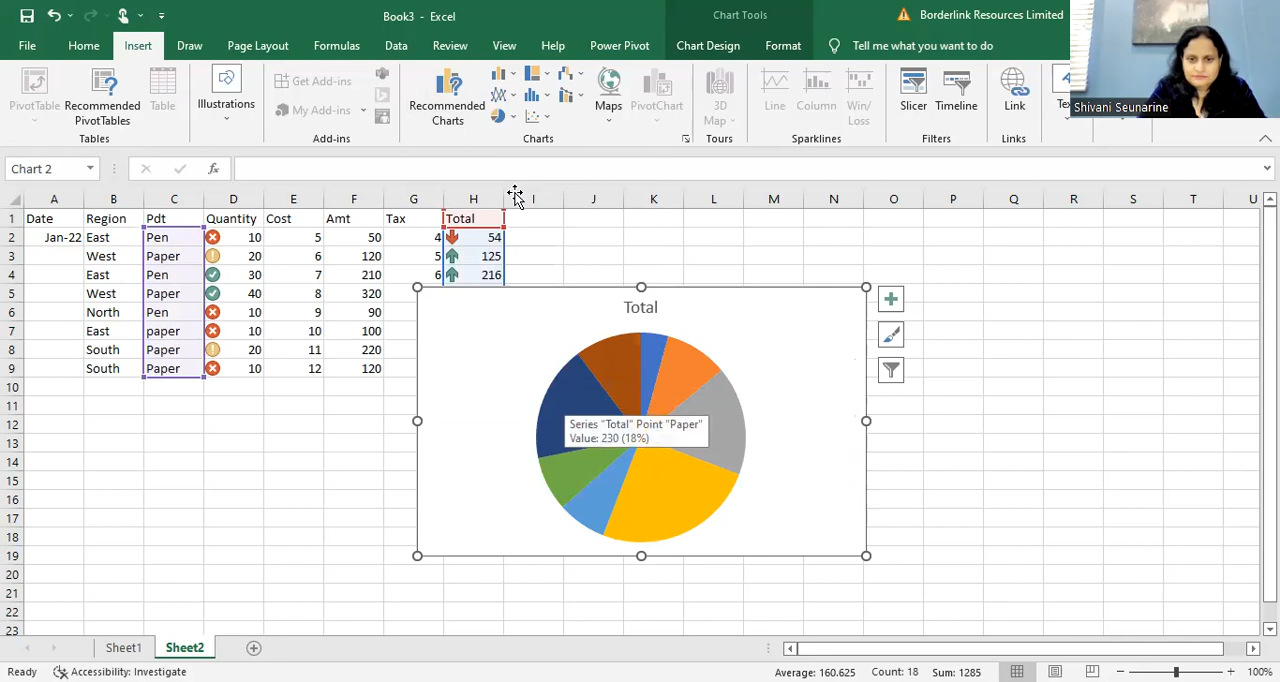 Book3 - Excel
Chart Tools
Borderlink Resources Limited
File Home Insert Draw Page Layout Formulas Data Review View Help Power Pivot Chart Design Format Tell me what you want to do
Shivani Seunarine
PivotTable
Recommended PivotTables
Table
Tables
Illustrations
Get Add-ins
My Add-ins
Add-ins
Recommended Charts
Maps
PivotChart
Charts
3D Map
Tours
Line
Column
Win/ Loss
Sparklines
Slicer
Timeline
Filters
Link
Links
Chart 2
fx
A B C D E F G H I J K L M N O P Q R S T U
1 Date Region Pdt Quantity Cost Amt Tax Total
2 Jan-22 East Pen 10 5 50 4 54
3 West Paper 20 6 120 5 125
4 East Pen 30 7 210 6 216
5 West Paper 40 8 320
6 North Pen 10 9 90
7 East paper 10 10 100
8 South Paper 20 11 220
9 South Paper 10 12 120
10
11
12
13
14
15
16
17
18
19
20
21
22
23
Total
Series "Total" Point "Paper"
Value: 230 (18%)
Sheet1 Sheet2
Ready Accessibility: Investigate Average: 160.625 Count: 18 Sum: 1285 100%